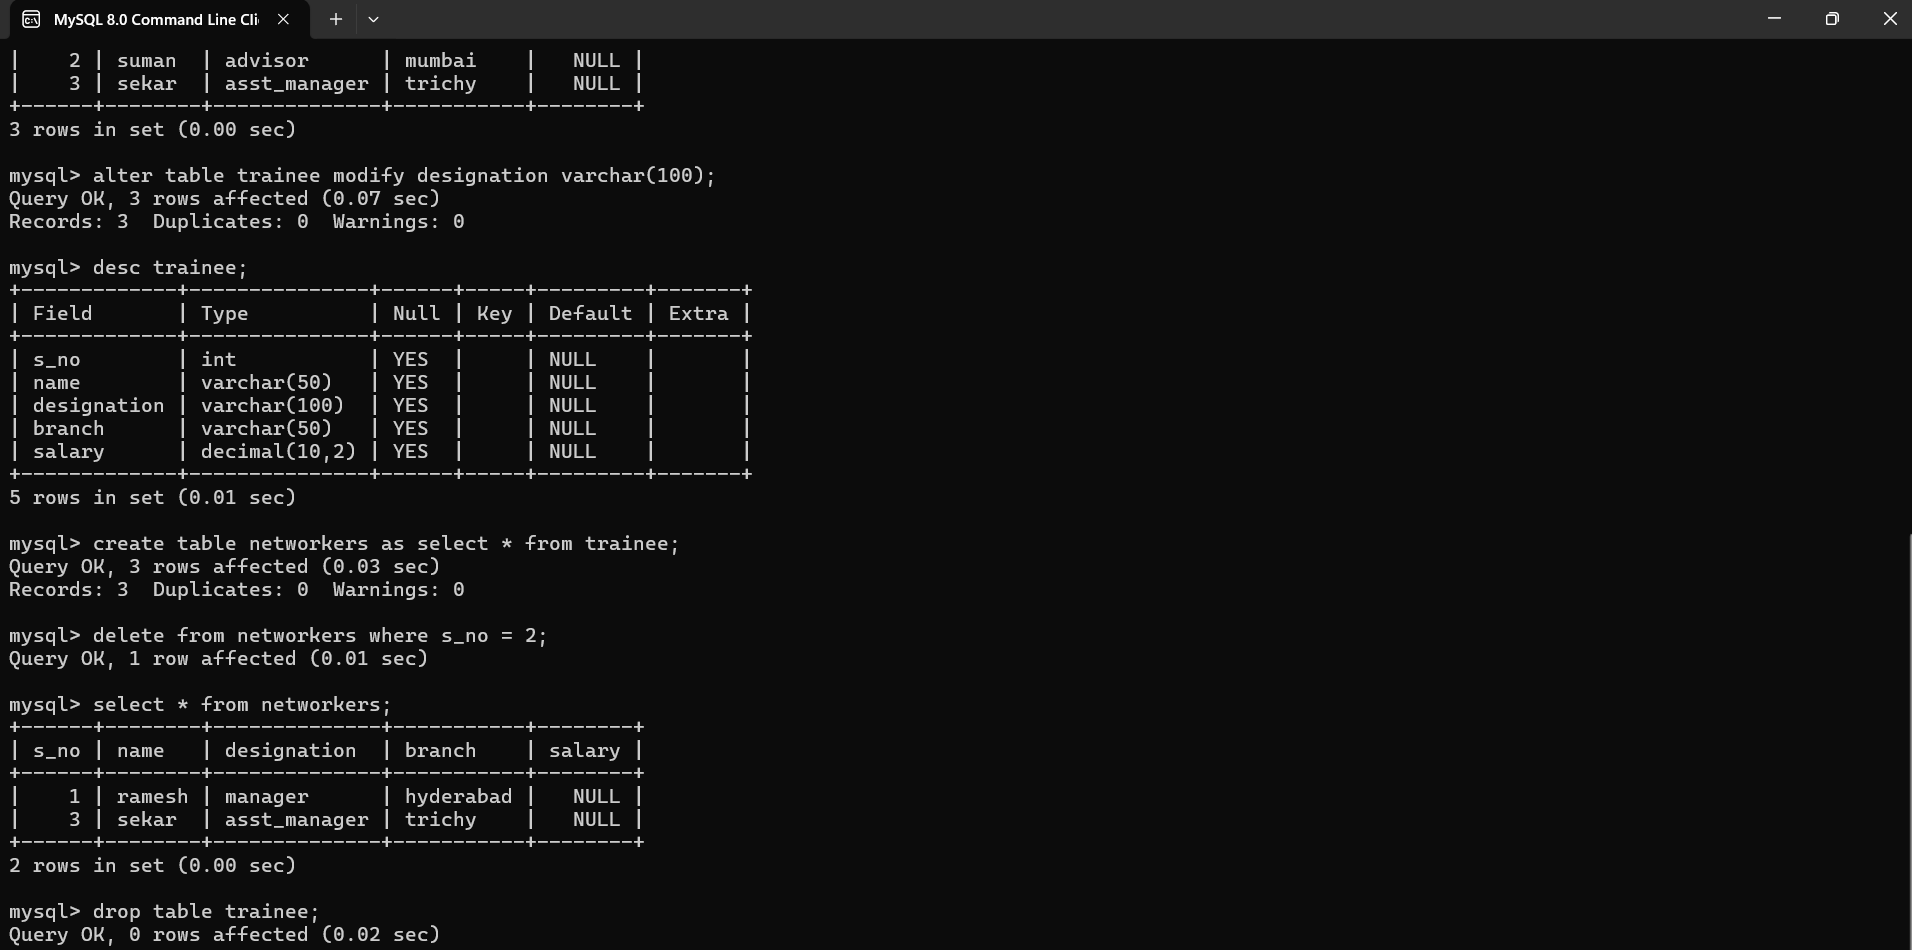 MySQL 8.0 Command Line Cli
|    2 | suman  | advisor      | mumbai    |   NULL |
|    3 | sekar  | asst_manager | trichy    |   NULL |
+------+--------+--------------+-----------+--------+
3 rows in set (0.00 sec)
mysql> alter table trainee modify designation varchar(100);
Query OK, 3 rows affected (0.07 sec)
Records: 3  Duplicates: 0  Warnings: 0
mysql> desc trainee;
+-------------+---------------+------+-----+---------+-------+
| Field       | Type          | Null | Key | Default | Extra |
+-------------+---------------+------+-----+---------+-------+
| s_no        | int           | YES  |     | NULL    |       |
| name        | varchar(50)   | YES  |     | NULL    |       |
| designation | varchar(100)  | YES  |     | NULL    |       |
| branch      | varchar(50)   | YES  |     | NULL    |       |
| salary      | decimal(10,2) | YES  |     | NULL    |       |
+-------------+---------------+------+-----+---------+-------+
5 rows in set (0.01 sec)
mysql> create table networkers as select * from trainee;
Query OK, 3 rows affected (0.03 sec)
Records: 3  Duplicates: 0  Warnings: 0
mysql> delete from networkers where s_no = 2;
Query OK, 1 row affected (0.01 sec)
mysql> select * from networkers;
+------+--------+--------------+-----------+--------+
| s_no | name   | designation  | branch    | salary |
+------+--------+--------------+-----------+--------+
|    1 | ramesh | manager      | hyderabad |   NULL |
|    3 | sekar  | asst_manager | trichy    |   NULL |
+------+--------+--------------+-----------+--------+
2 rows in set (0.00 sec)
mysql> drop table trainee;
Query OK, 0 rows affected (0.02 sec)